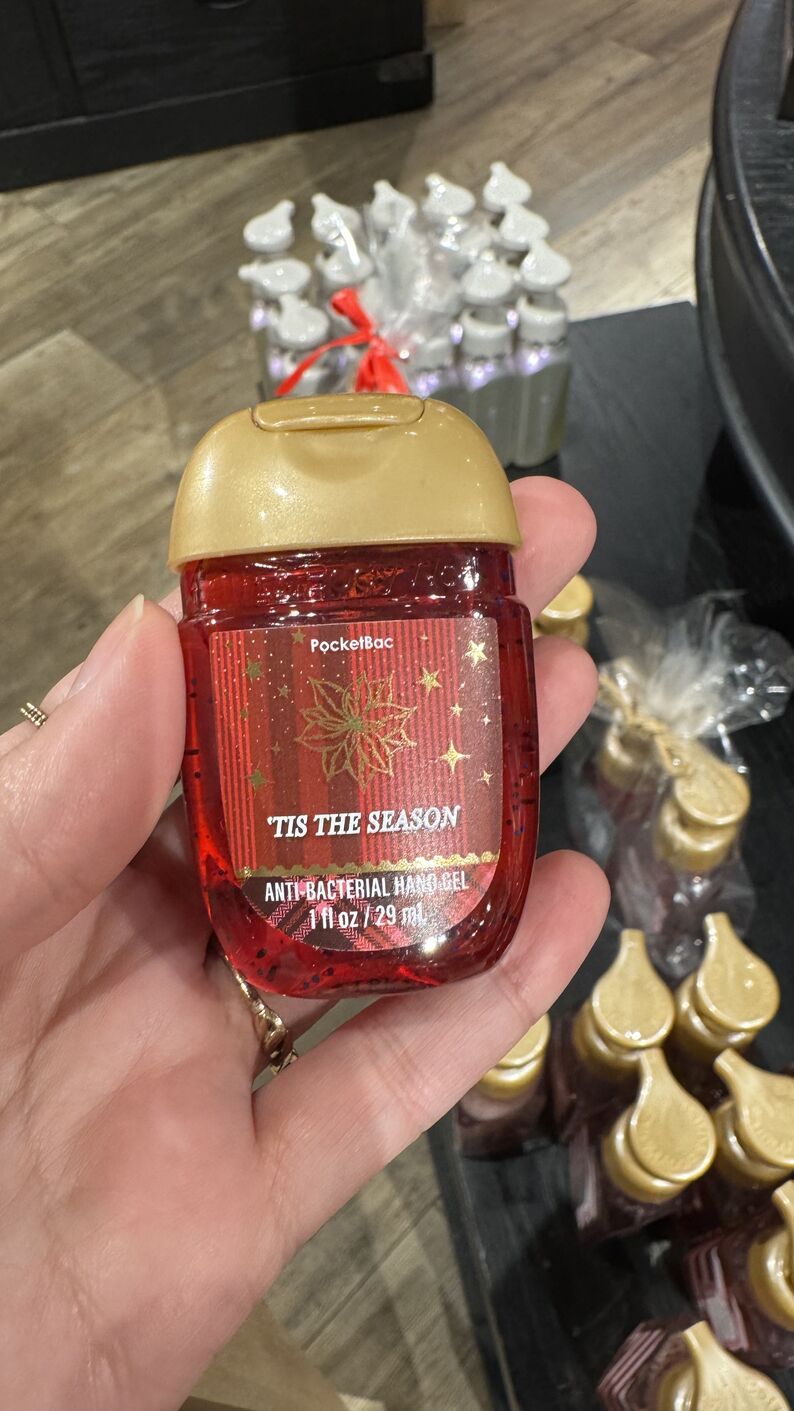 PocketBac
'TIS THE SEASON
ANTI-BACTERIAL HAND GEL
1 fl oz / 29 mL